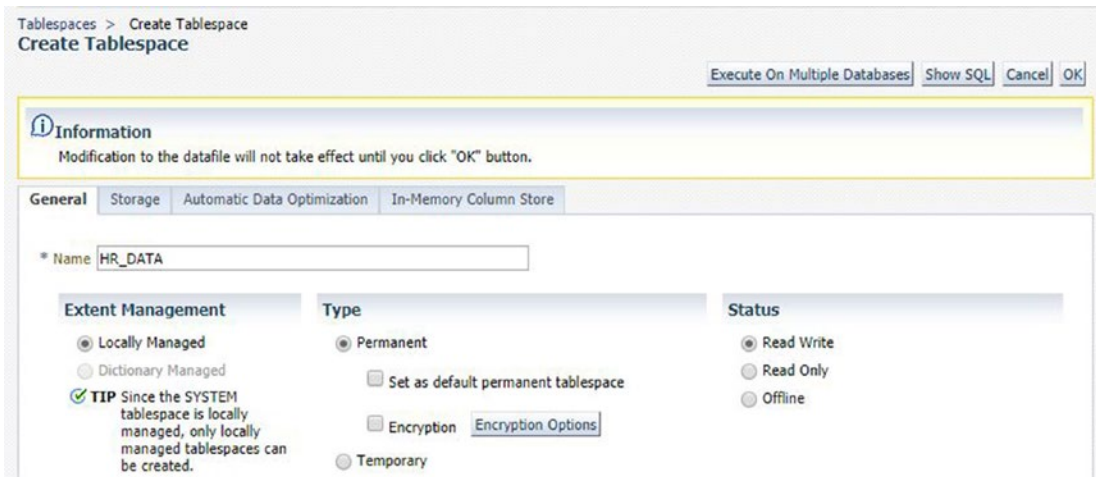 Tablespaces > Create Tablespace
Create Tablespace
Execute On Multiple Databases Show SQL Cancel OK
Information
Modification to the datafile will not take effect until you click "OK" button.
General Storage Automatic Data Optimization In-Memory Column Store
* Name HR_DATA
Extent Management
Locally Managed
Dictionary Managed
TIP Since the SYSTEM
tablespace is locally
managed, only locally
managed tablespaces can
be created.
Type
Permanent
Set as default permanent tablespace
Encryption Encryption Options
Temporary
Status
Read Write
Read Only
Offline